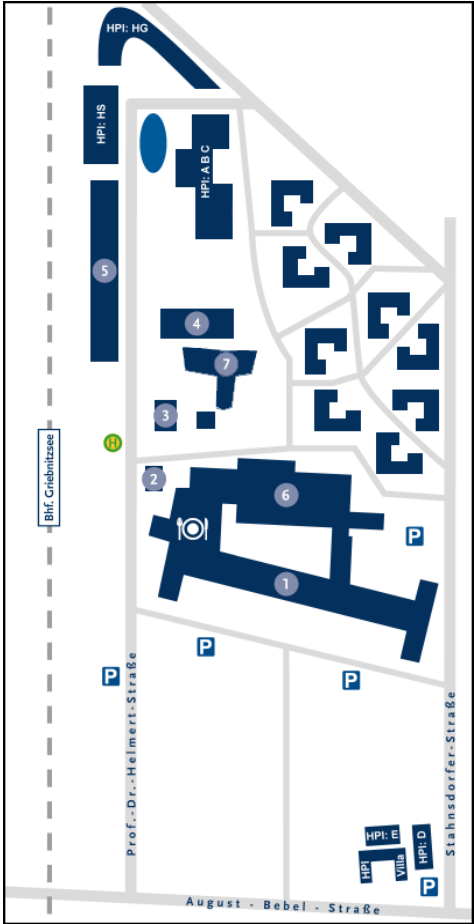 HPI: HG
HPI: HS
HPI: A B C
5
4
7
3
H
2
Bhf. Griebnitzsee
6
1
P
P
P
P
Prof.-Dr.-Helmert-Straße
Stahnsdorfer-Straße
HPI: E
HPI: D
HPI
Villa
P
August - Bebel - Straße